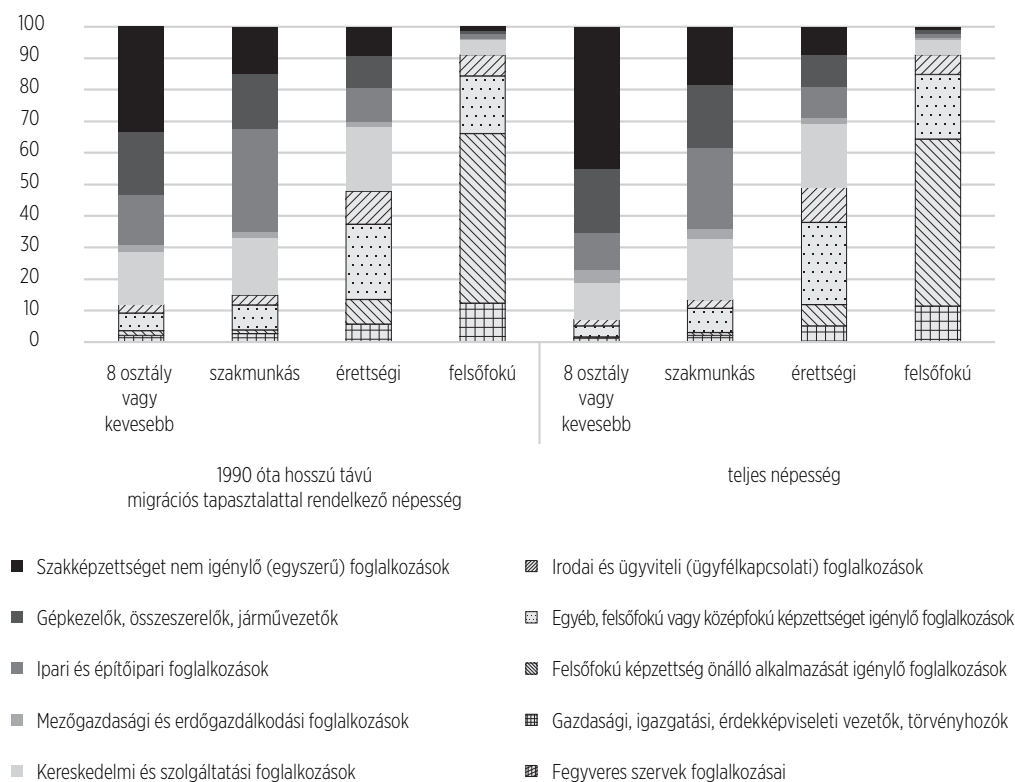 100
90
80
70
60
50
40
30
20
10
0
8 osztály
vagy
kevesebb
szakmunkás
érettségi
felsőfokú
8 osztály
vagy
kevesebb
szakmunkás
érettségi
felsőfokú
1990 óta hosszú távú
migrációs tapasztalattal rendelkező népesség
teljes népesség
Szakképzettséget nem igénylő (egyszerű) foglalkozások
Gépkezelők, összeszerelők, járművezetők
Ipari és építőipari foglalkozások
Mezőgazdasági és erdőgazdálkodási foglalkozások
Kereskedelmi és szolgáltatási foglalkozások
Irodai és ügyviteli (ügyfélkapcsolati) foglalkozások
Egyéb, felsőfokú vagy középfokú képzettséget igénylő foglalkozások
Felsőfokú képzettség önálló alkalmazását igénylő foglalkozások
Gazdasági, igazgatási, érdekképviseleti vezetők, törvényhozók
Fegyveres szervek foglalkozásai